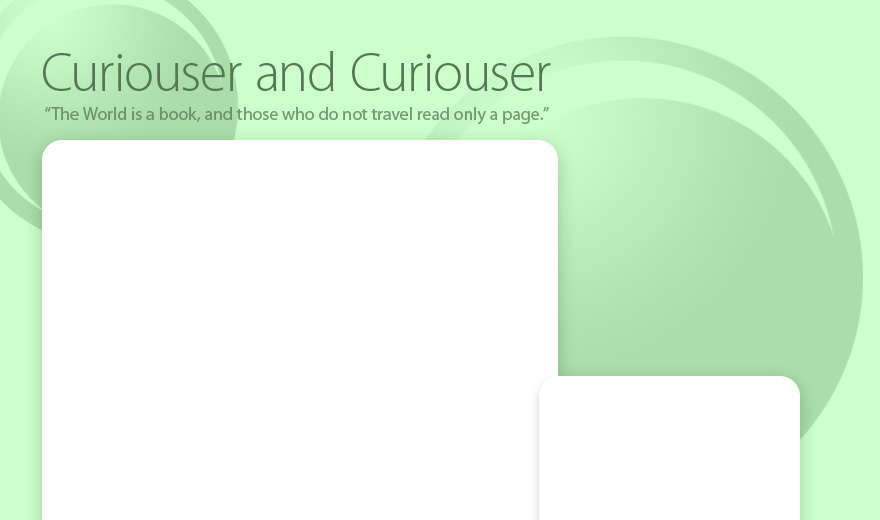 Curiouser and Curiouser
“The World is a book, and those who do not travel read only a page.”